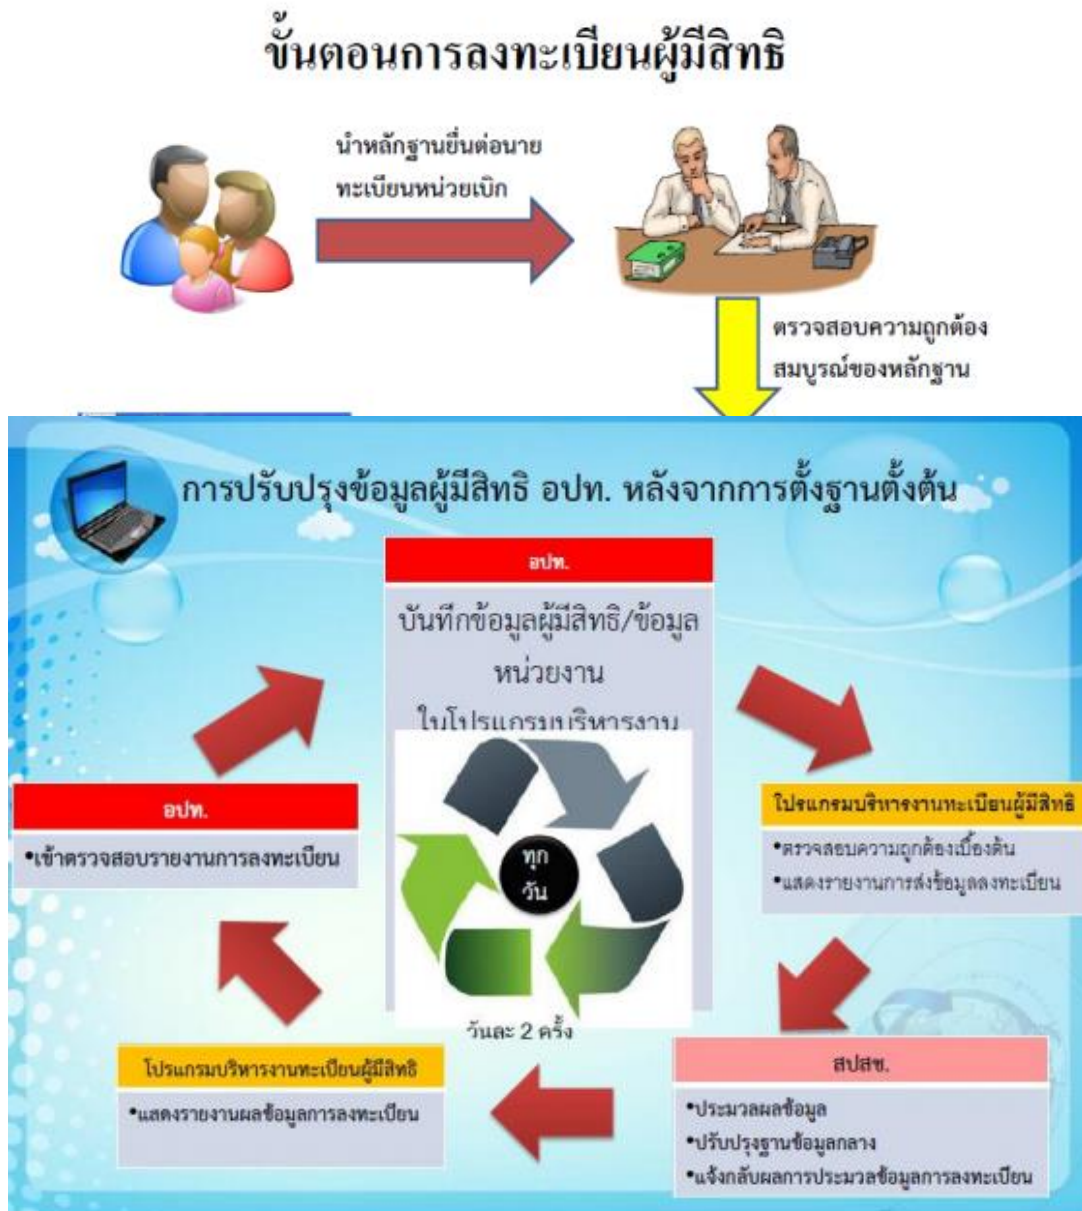 ขั้นตอนการลงทะเบียนผู้มีสิทธิ
นำหลักฐานยื่นต่อนาย
ทะเบียนหน่วยเบิก
ตรวจสอบความถูกต้อง
สมบูรณ์ของหลักฐาน
การปรับปรุงข้อมูลผู้มีสิทธิ อปท. หลังจากการตั้งฐานตั้งต้น
อปท.
บันทึกข้อมูลผู้มีสิทธิ/ข้อมูล
หน่วยงาน
ในโปรแกรมบริหารงาน
โปรแกรมบริหารงานทะเบียนผู้มีสิทธิ
•ตรวจสอบความถูกต้องเบื้องต้น
•แสดงรายงานการส่งข้อมูลลงทะเบียน
สปสช.
•ประมวลผลข้อมูล
•ปรับปรุงฐานข้อมูลกลาง
•แจ้งกลับผลการประมวลข้อมูลการลงทะเบียน
โปรแกรมบริหารงานทะเบียนผู้มีสิทธิ
•แสดงรายงานผลข้อมูลการลงทะเบียน
อปท.
•เข้าตรวจสอบรายงานการลงทะเบียน
ทุก
วัน
วันละ 2 ครั้ง